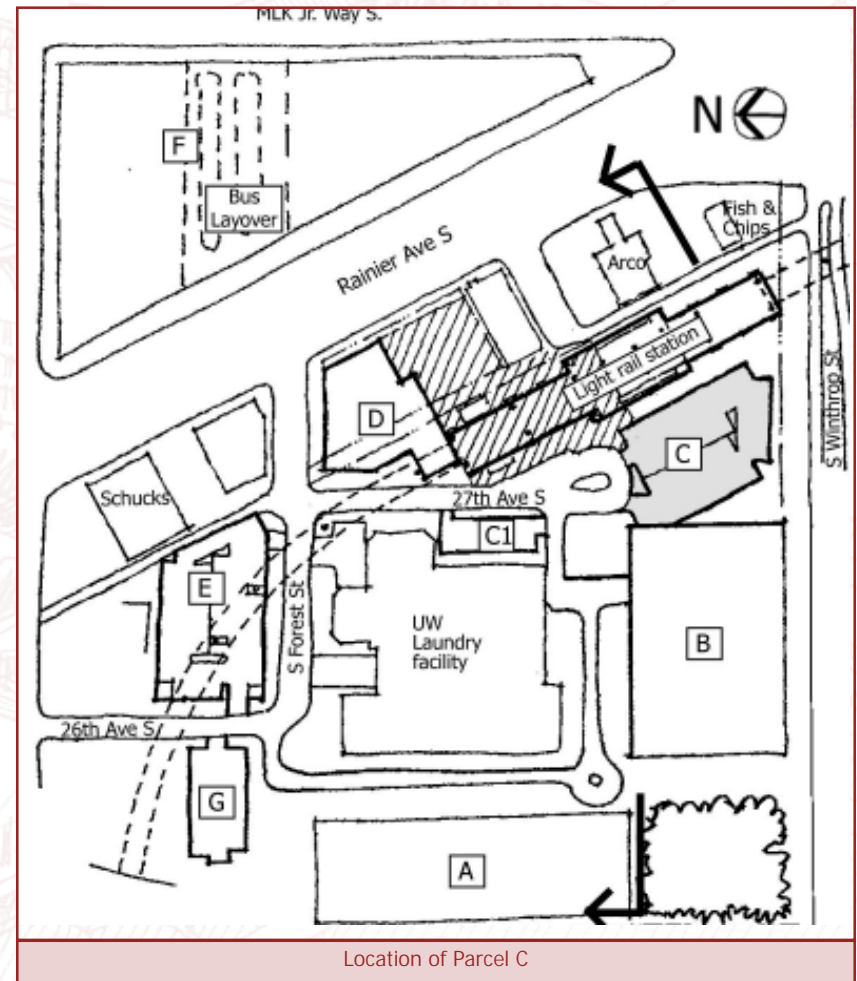 MLK Jr. Way S.
N
F
Bus
Layover
Rainier Ave S
Fish &
Chips
Arco
Light rail station
S Winthrop St
D
C
27th Ave S
Schucks
C1
E
S Forest St
UW
Laundry
facility
B
26th Ave S
G
A
Location of Parcel C